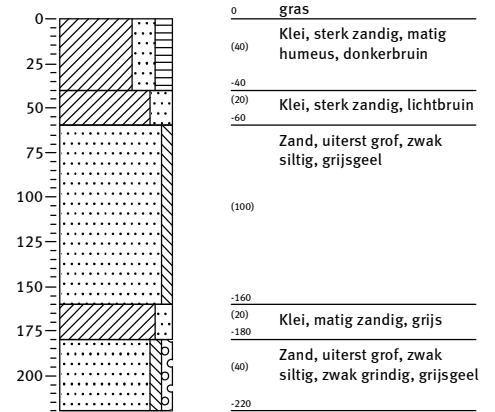 0
25
50
75
100
125
150
175
200
0 gras
(40) Klei, sterk zandig, matig
humeus, donkerbruin
-40
(20) Klei, sterk zandig, lichtbruin
-60
Zand, uiterst grof, zwak
siltig, grijsgeel
(100)
-160
(20) Klei, matig zandig, grijs
-180
Zand, uiterst grof, zwak
(40) siltig, zwak grindig, grijsgeel
-220